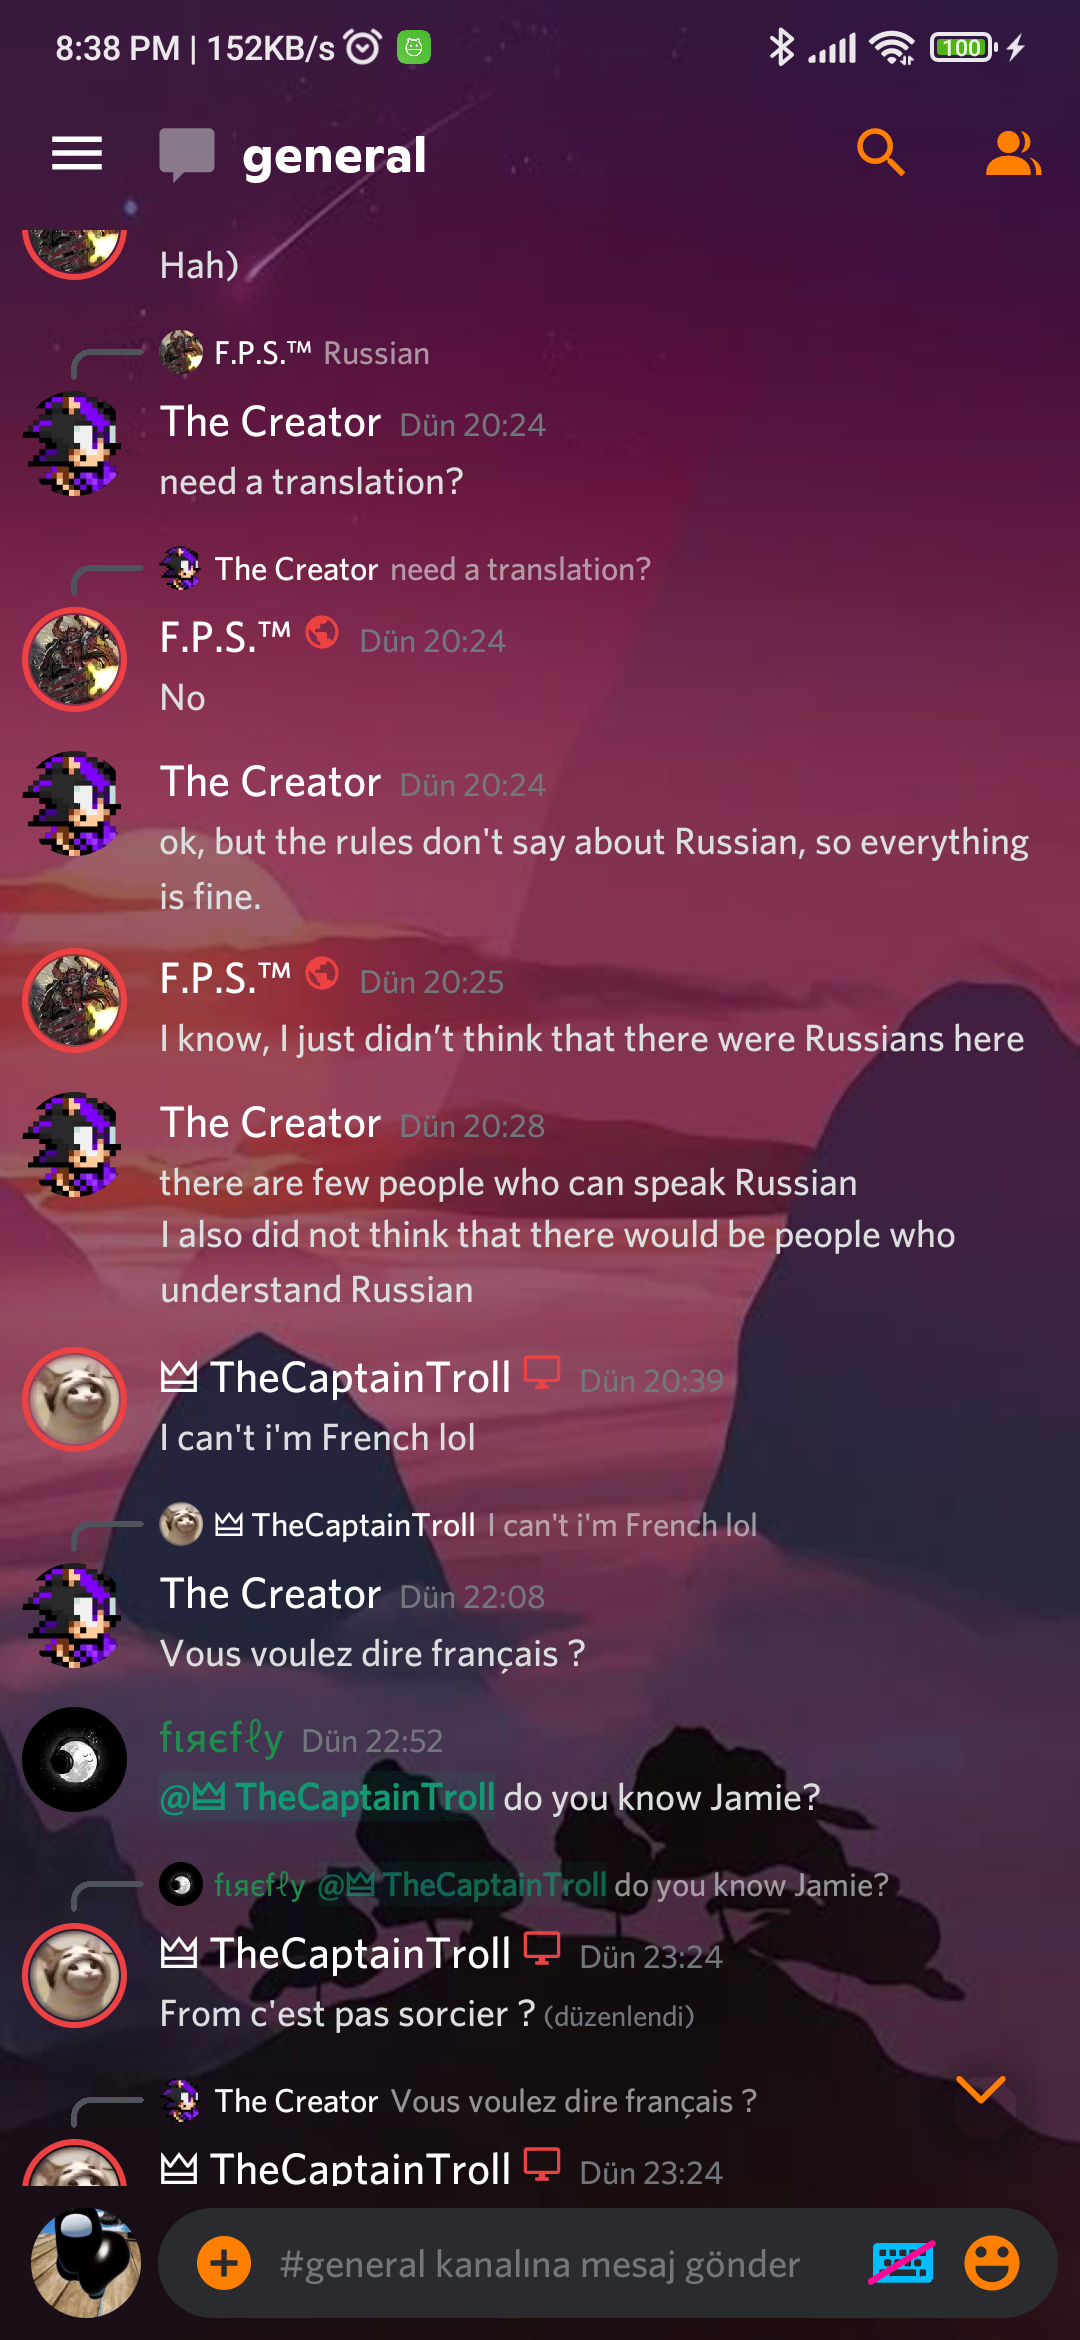 8:38 PM | 152KB/s
100
general
Hah)
F.P.S.™ Russian
The Creator Dün 20:24
need a translation?
The Creator need a translation?
F.P.S.™ Dün 20:24
No
The Creator Dün 20:24
ok, but the rules don't say about Russian, so everything
is fine.
F.P.S.™ Dün 20:25
I know, I just didn’t think that there were Russians here
The Creator Dün 20:28
there are few people who can speak Russian
I also did not think that there would be people who
understand Russian
TheCaptainTroll Dün 20:39
I can't i'm French lol
TheCaptainTroll I can't i'm French lol
The Creator Dün 22:08
Vous voulez dire français ?
fιяєfℓy Dün 22:52
@👑 TheCaptainTroll do you know Jamie?
fιяєfℓy @👑 TheCaptainTroll do you know Jamie?
TheCaptainTroll Dün 23:24
From c'est pas sorcier ? (düzenlendi)
The Creator Vous voulez dire français ?
TheCaptainTroll Dün 23:24
#general kanalına mesaj gönder